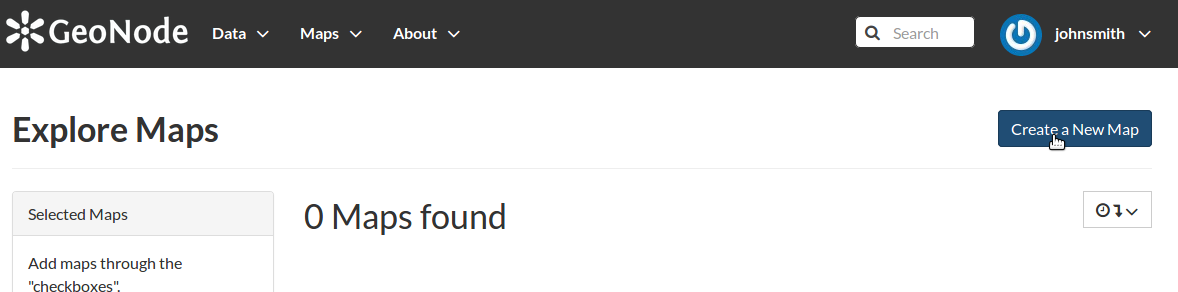 GeoNode Data Maps About Search johnsmith
Explore Maps
Create a New Map
Selected Maps
0 Maps found
Add maps through the
"checkboxes".